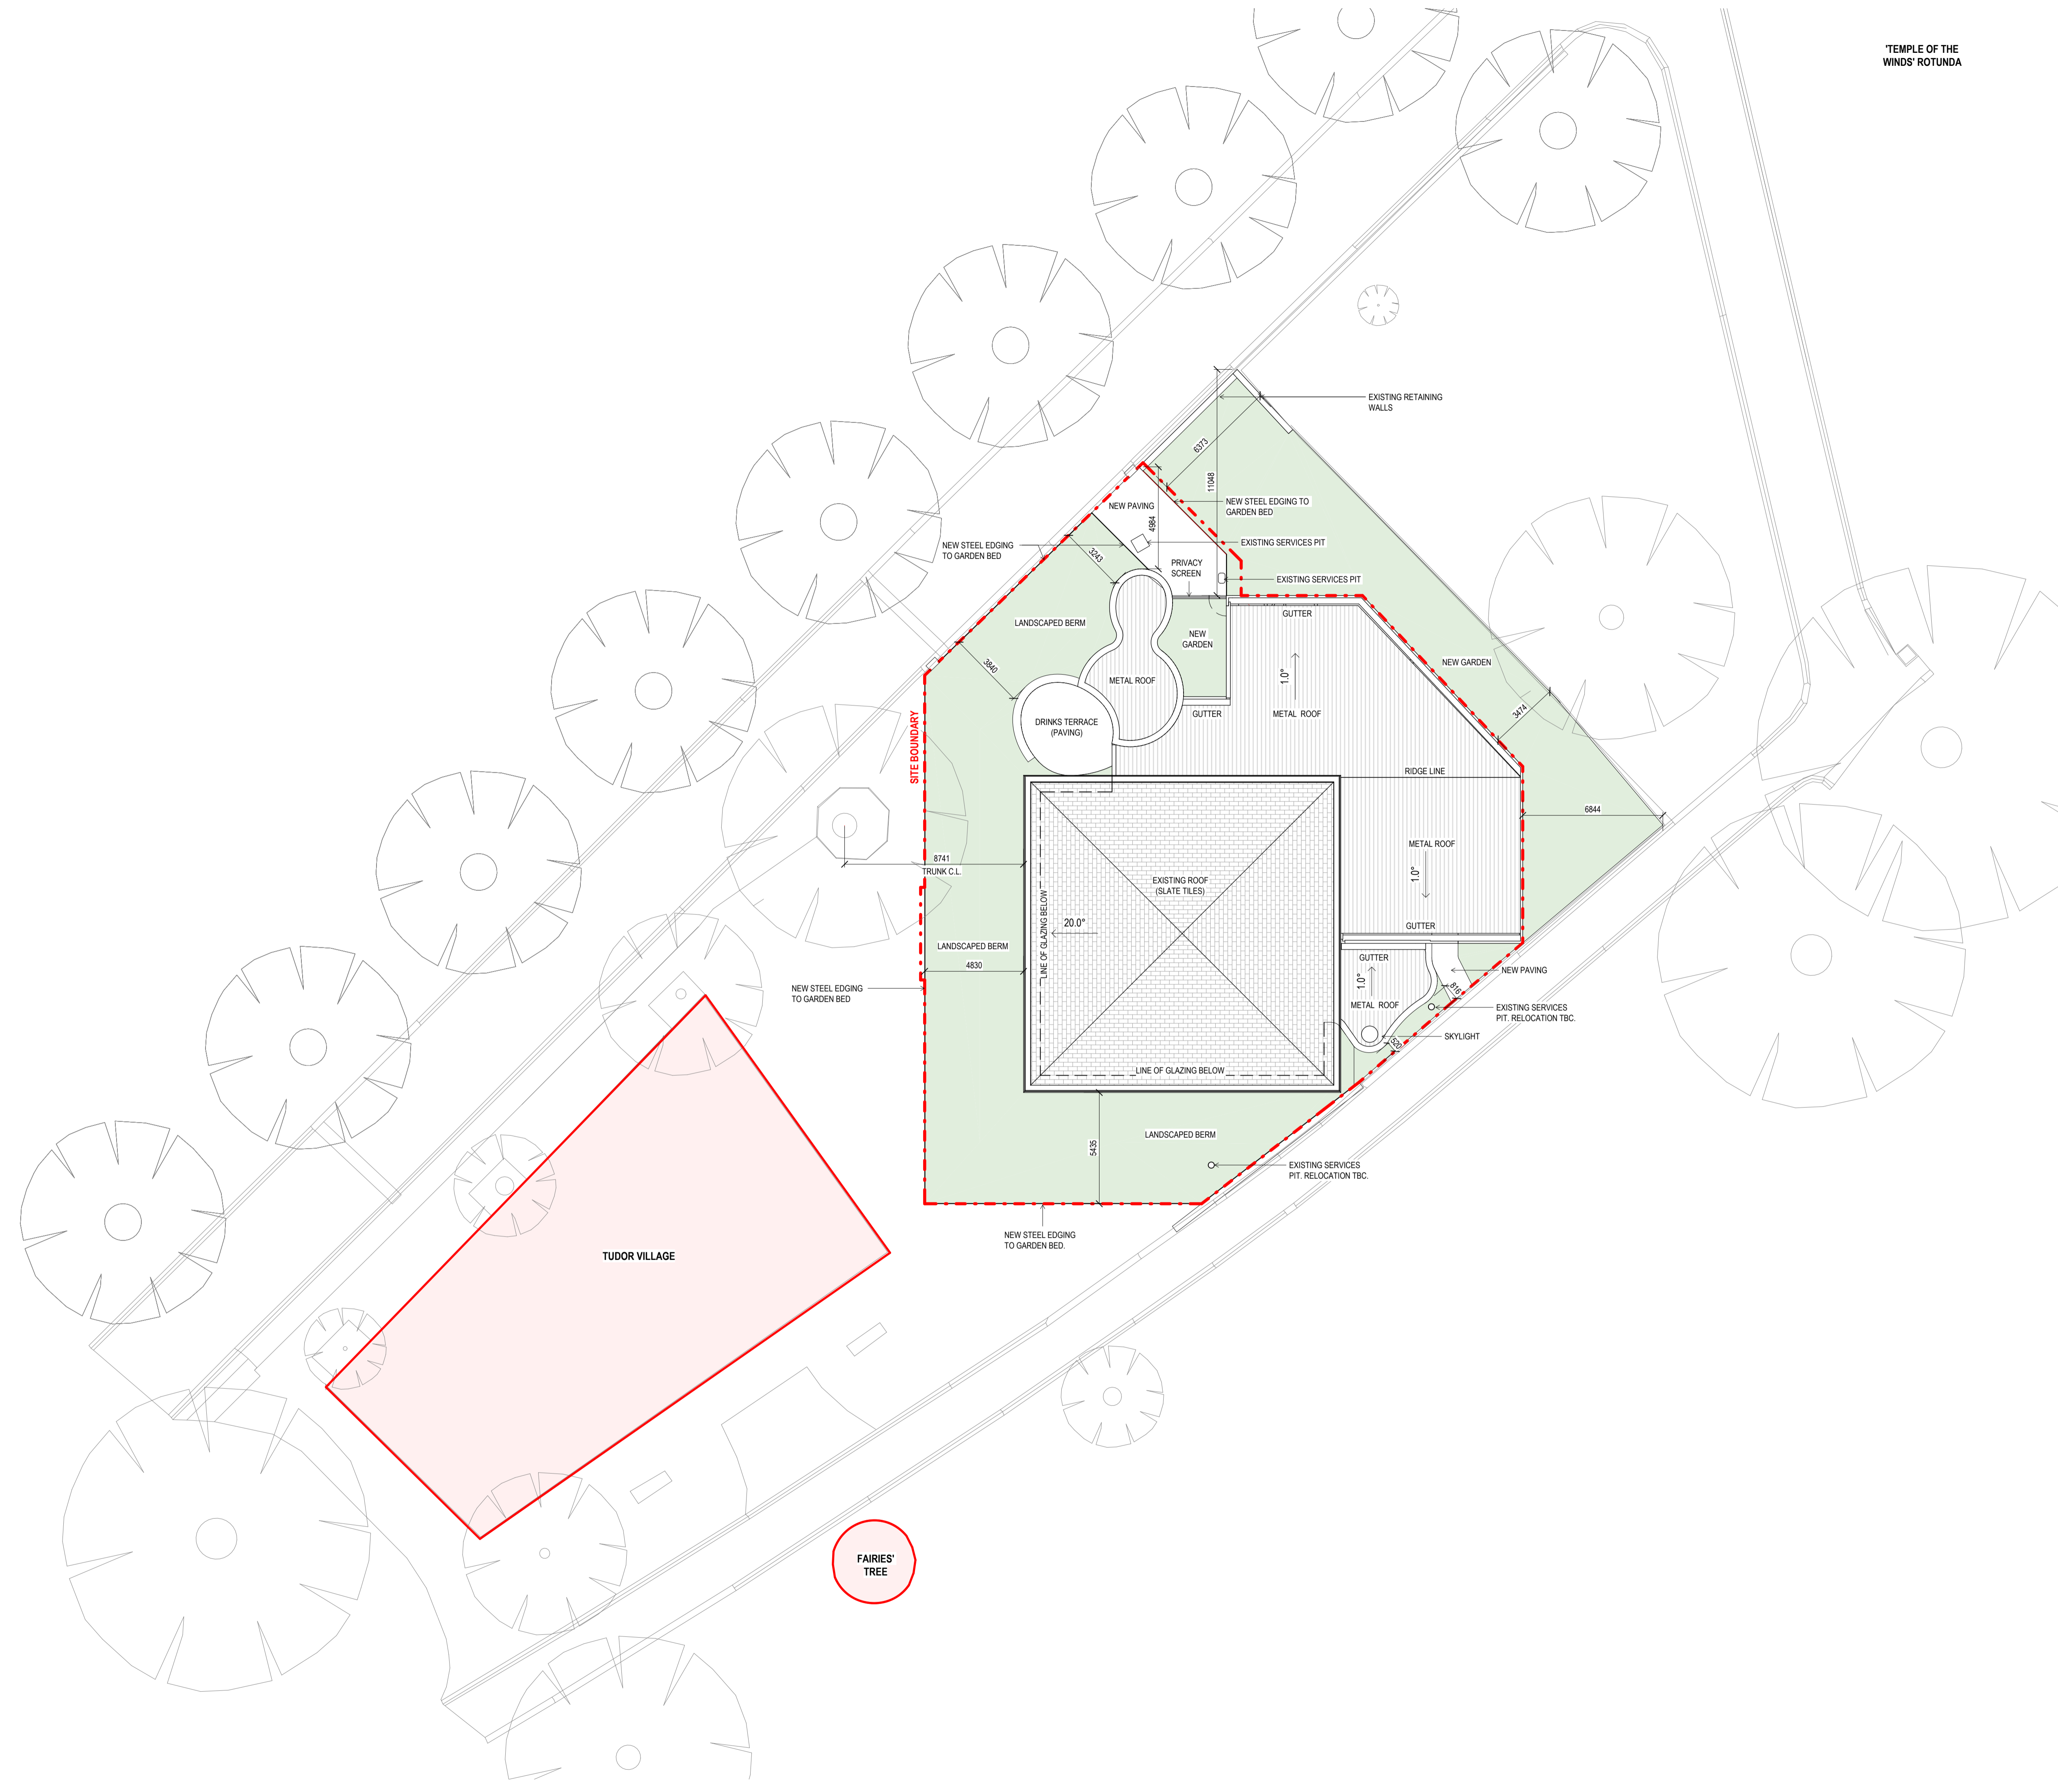 'TEMPLE OF THE
WINDS' ROTUNDA
EXISTING RETAINING
WALLS
6373
11048
NEW PAVING
4984
NEW STEEL EDGING TO
GARDEN BED
NEW STEEL EDGING
TO GARDEN BED
3243
EXISTING SERVICES PIT
PRIVACY
SCREEN
EXISTING SERVICES PIT
LANDSCAPED BERM
GUTTER
NEW
GARDEN
3840
NEW GARDEN
METAL ROOF
1.0°
GUTTER
METAL ROOF
3474
DRINKS TERRACE
(PAVING)
SITE BOUNDARY
RIDGE LINE
6844
METAL ROOF
1.0°
8741
TRUNK C.L.
EXISTING ROOF
(SLATE TILES)
LINE OF GLAZING BELOW
20.0°
GUTTER
LANDSCAPED BERM
4830
GUTTER
1.0°
METAL ROOF
NEW PAVING
816
NEW STEEL EDGING
TO GARDEN BED
EXISTING SERVICES
PIT. RELOCATION TBC.
SKYLIGHT
520
LINE OF GLAZING BELOW
LANDSCAPED BERM
5435
EXISTING SERVICES
PIT. RELOCATION TBC.
NEW STEEL EDGING
TO GARDEN BED.
TUDOR VILLAGE
FAIRIES'
TREE